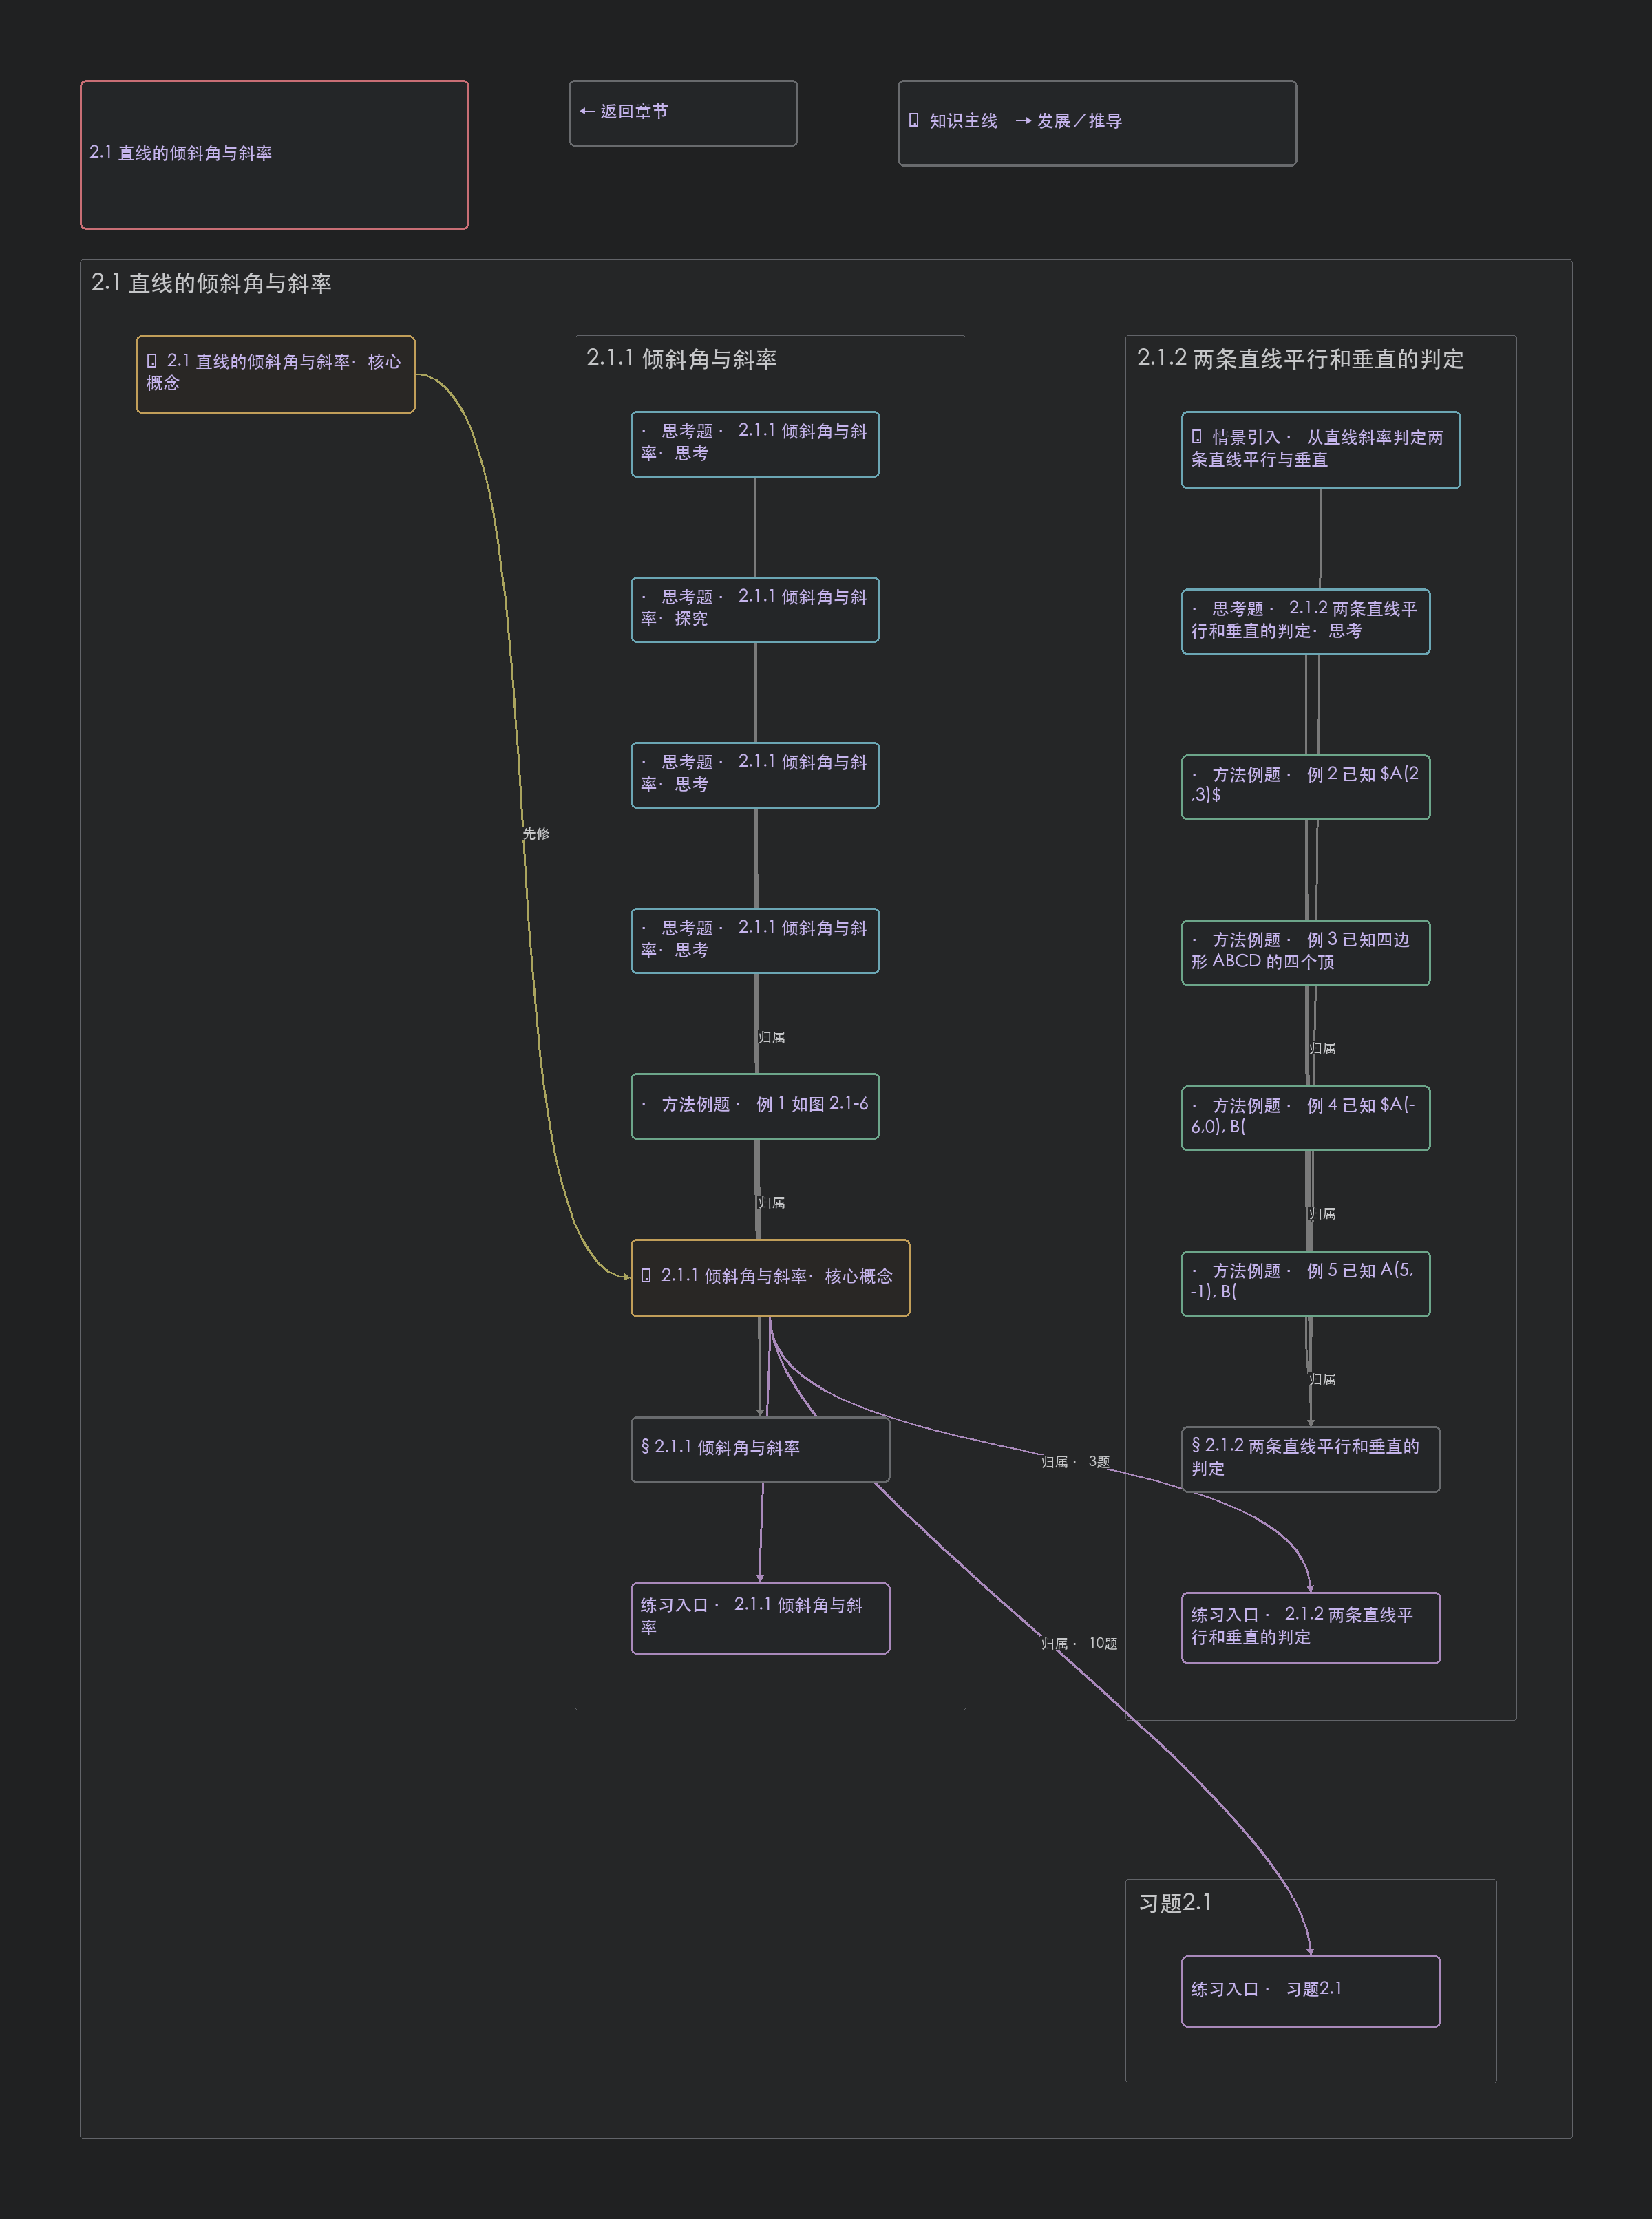 2.1 直线的倾斜角与斜率
← 返回章节
知识主线 → 发展／推导
2.1 直线的倾斜角与斜率
2.1 直线的倾斜角与斜率· 核心
概念
先修
2.1.1 倾斜角与斜率
· 思考题 · 2.1.1 倾斜角与斜
率· 思考
· 思考题 · 2.1.1 倾斜角与斜
率· 探究
· 思考题 · 2.1.1 倾斜角与斜
率· 思考
· 思考题 · 2.1.1 倾斜角与斜
率· 思考
归属
· 方法例题 · 例 1 如图 2.1-6
归属
2.1.1 倾斜角与斜率· 核心概念
§ 2.1.1 倾斜角与斜率
练习入口 · 2.1.1 倾斜角与斜
率
归属 · 3题
归属 · 10题
2.1.2 两条直线平行和垂直的判定
情景引入 · 从直线斜率判定两
条直线平行与垂直
· 思考题 · 2.1.2 两条直线平
行和垂直的判定· 思考
· 方法例题 · 例 2 已知 $A(2
,3)$
· 方法例题 · 例 3 已知四边
形 ABCD 的四个顶
归属
· 方法例题 · 例 4 已知 $A(-
6,0), B(
归属
· 方法例题 · 例 5 已知 A(5,
-1), B(
归属
§ 2.1.2 两条直线平行和垂直的
判定
练习入口 · 2.1.2 两条直线平
行和垂直的判定
习题2.1
练习入口 · 习题2.1